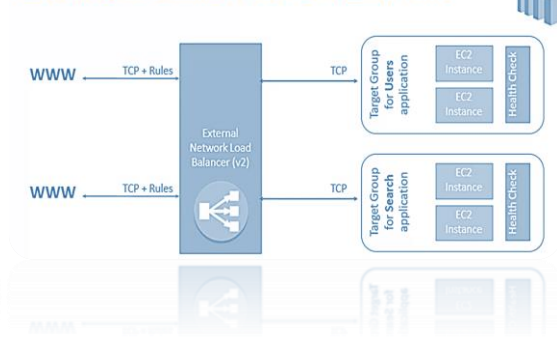 WWW
TCP + Rules
TCP
Target Group
for Users
application
EC2
Instance
EC2
Instance
Health Check
External
Network Load
Balancer (v2)
WWW
TCP + Rules
TCP
Target Group
for Search
application
EC2
Instance
EC2
Instance
Health Check